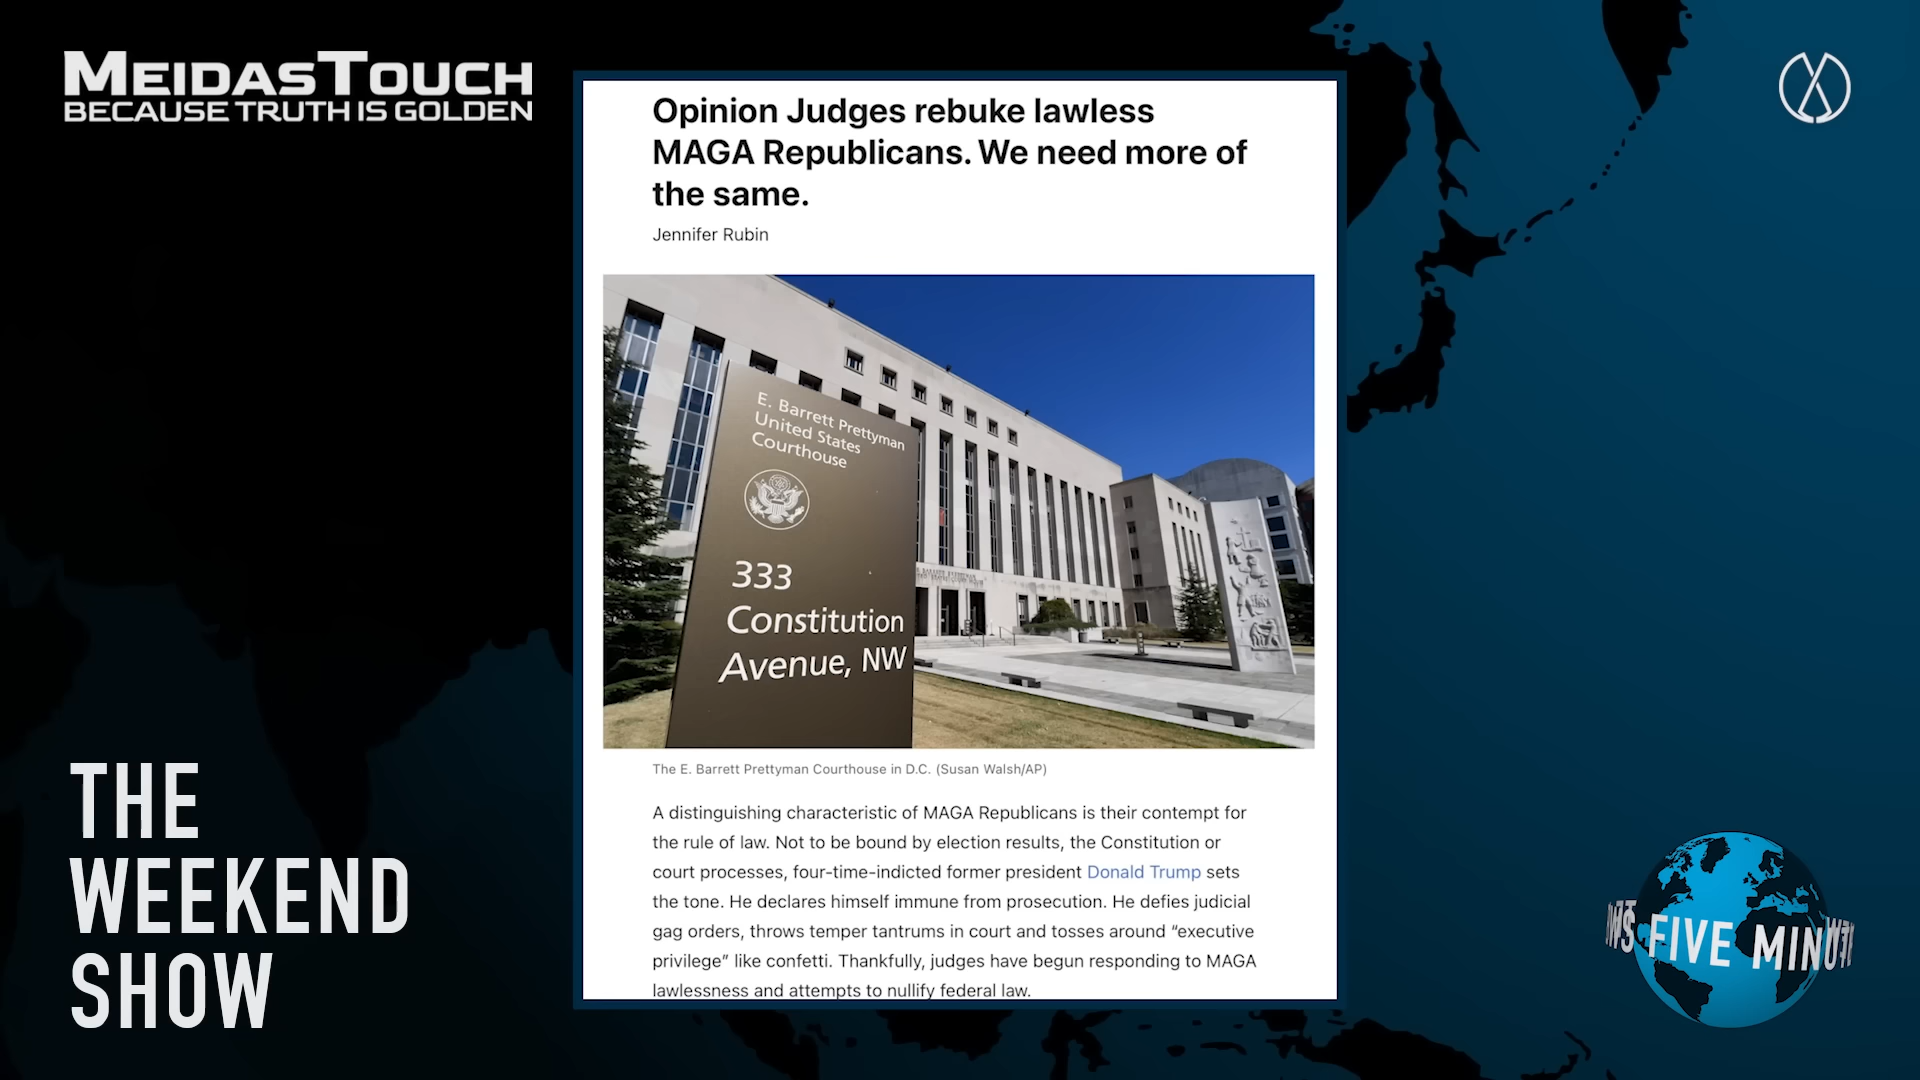 MEIDASTOUCH
BECAUSE TRUTH IS GOLDEN
Opinion Judges rebuke lawless
MAGA Republicans. We need more of
the same.
Jennifer Rubin
E. Barrett Prettyman
United States
Courthouse
333
Constitution
Avenue, NW
The E. Barrett Prettyman Courthouse in D.C. (Susan Walsh/AP)
A distinguishing characteristic of MAGA Republicans is their contempt for
the rule of law. Not to be bound by election results, the Constitution or
court processes, four-time-indicted former president Donald Trump sets
the tone. He declares himself immune from prosecution. He defies judicial
gag orders, throws temper tantrums in court and tosses around “executive
privilege” like confetti. Thankfully, judges have begun responding to MAGA
lawlessness and attempts to nullify federal law.
THE
WEEKEND
SHOW
FIVE